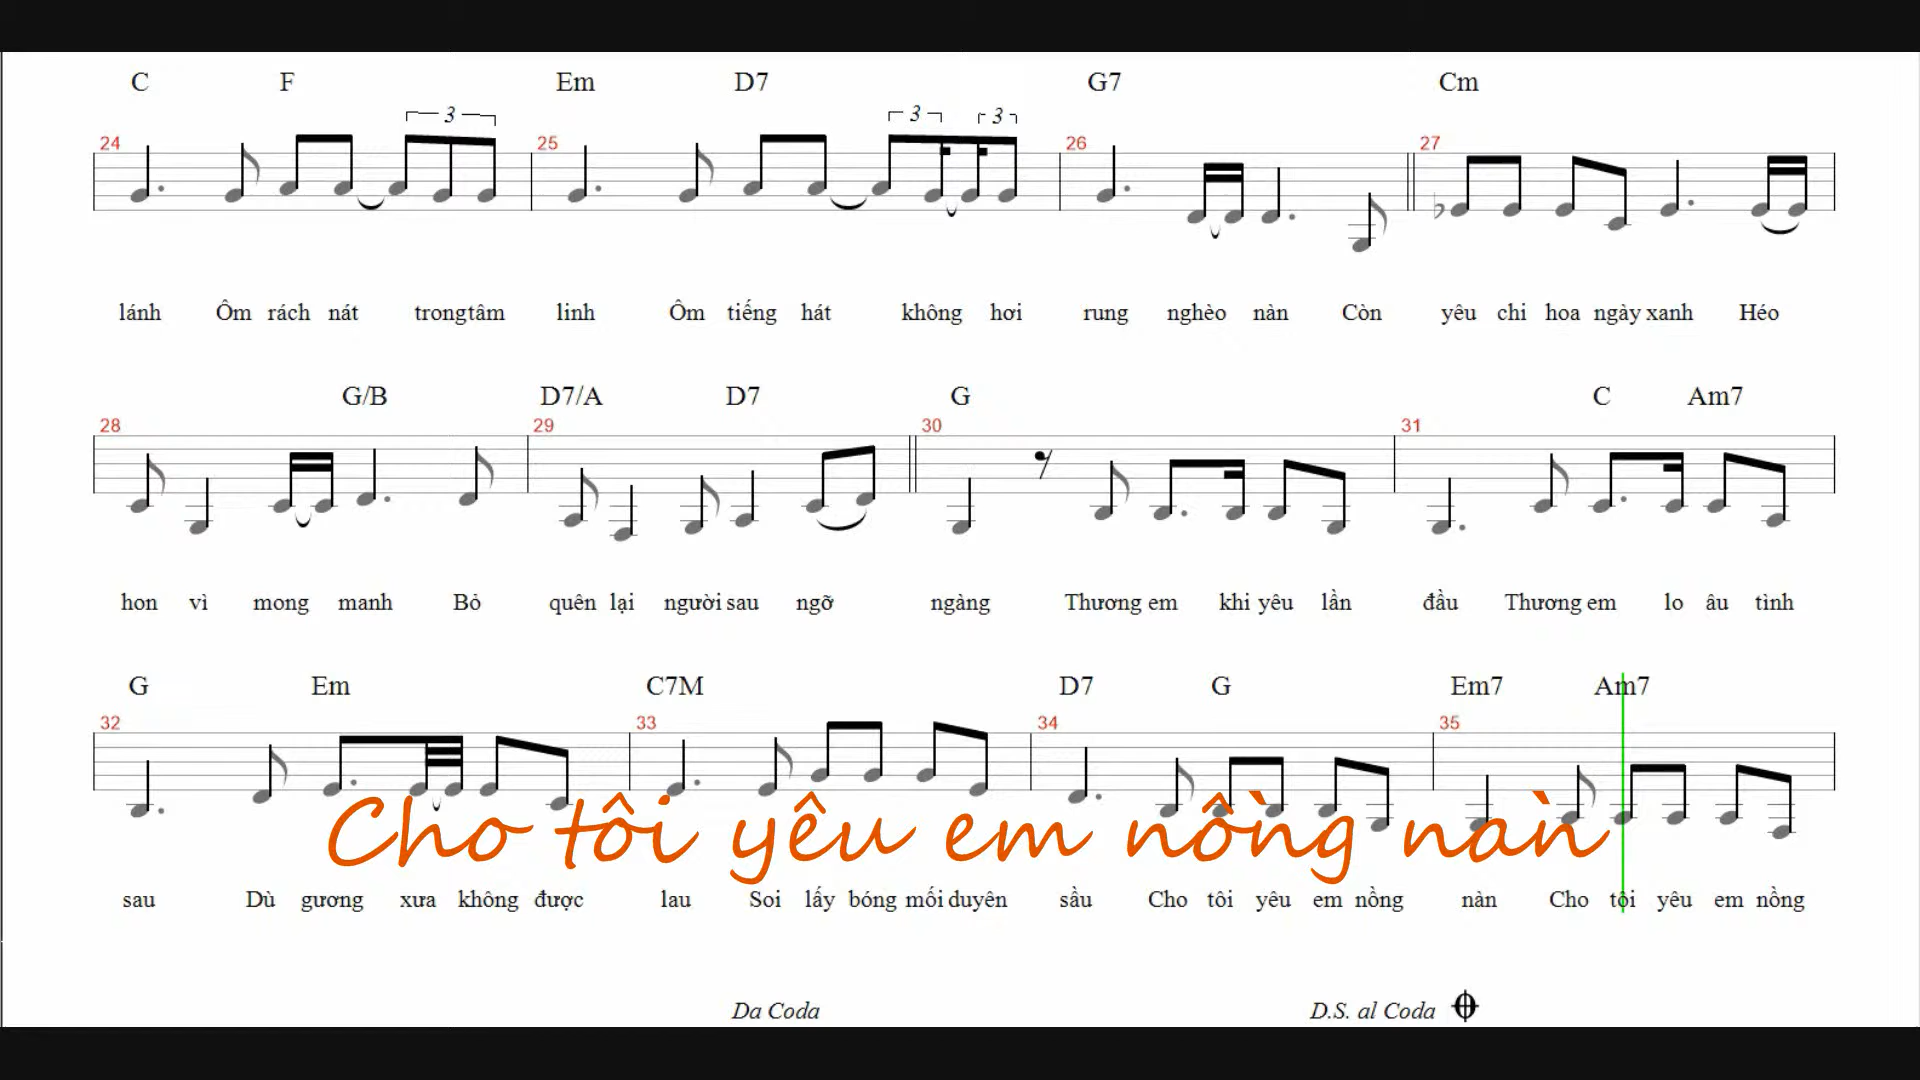 C F Em D7 G7 Cm
3 3 3
24 25 26 27
lánh Ôm rách nát trong tâm linh Ôm tiếng hát không hơi rung nghèo nàn Còn yêu chi hoa ngày xanh Héo
G/B D7/A D7 G C Am7
28 29 30 31
hon vì mong manh Bỏ quên lại người sau ngỡ ngàng Thương em khi yêu lần đầu Thương em lo âu tình
G Em C7M D7 G Em7 Am7
32 33 34 35
Cho tôi yêu em nồng nàn
sau Dù gương xưa không được lau Soi lấy bóng mối duyên sầu Cho tôi yêu em nồng nàn Cho tôi yêu em nồng
Da Coda D.S. al Coda